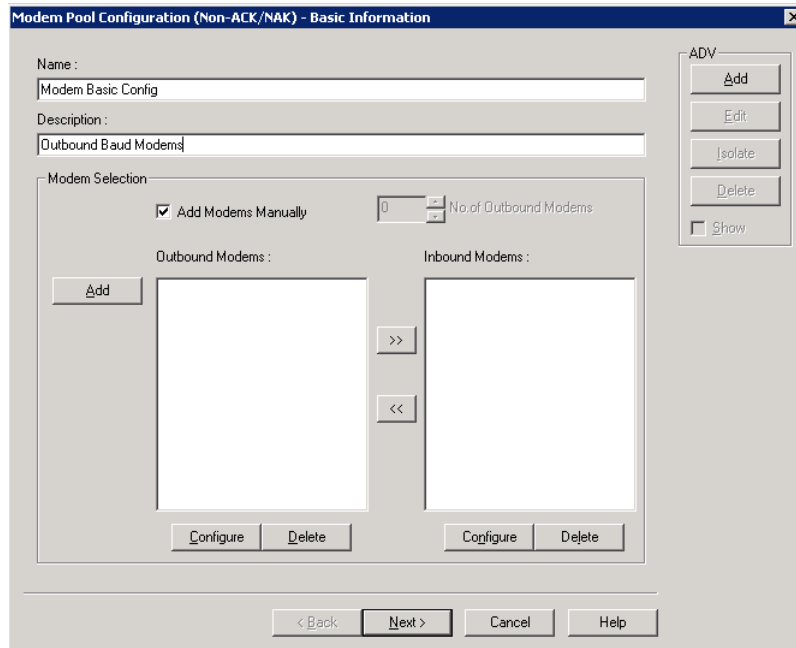 Modem Pool Configuration (Non-ACK/NAK) - Basic Information
Name :
Modem Basic Config
Description :
Outbound Baud Modems
Modem Selection
Add Modems Manually
0 No.of Outbound Modems
Outbound Modems :
Inbound Modems :
Add
>>
<<
Configure Delete
Configure Delete
ADV
Add
Edit
Isolate
Delete
Show
< Back Next > Cancel Help